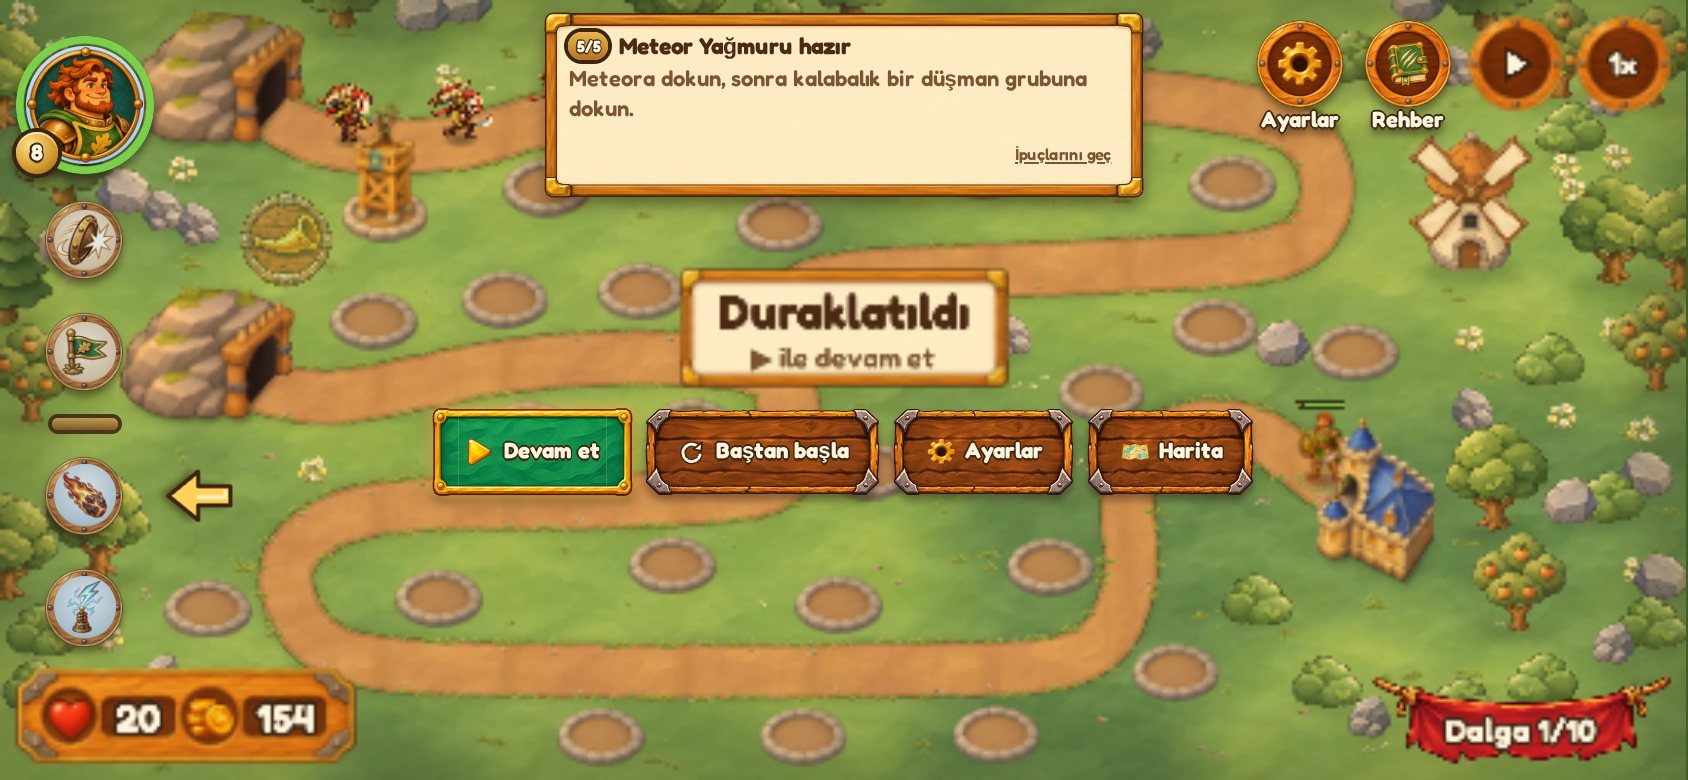 5/5 Meteor Yağmuru hazır
Meteora dokun, sonra kalabalık bir düşman grubuna
dokun.
İpuçlarını geç
Ayarlar
Rehber
1x
8
Duraklatıldı
▶ ile devam et
Devam et
Baştan başla
Ayarlar
Harita
20
154
Dalga 1/10